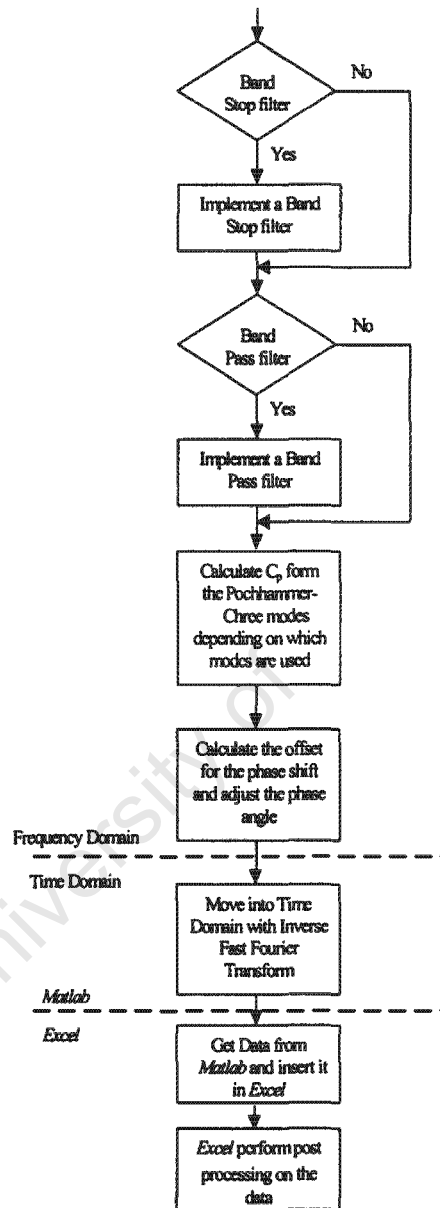 Band
Stop filter
No
Yes
Implement a Band
Stop filter
Band
Pass filter
No
Yes
Implement a Band
Pass filter
Calculate Cp form
the Pochhammer-
Chree modes
depending on which
modes are used
Calculate the offset
for the phase shift
and adjust the phase
angle
Frequency Domain
Time Domain
Move into Time
Domain with Inverse
Fast Fourier
Transform
Matlab
Excel
Get Data from
Matlab and insert it
in Excel
Excel perform post
processing on the
data
niversity of